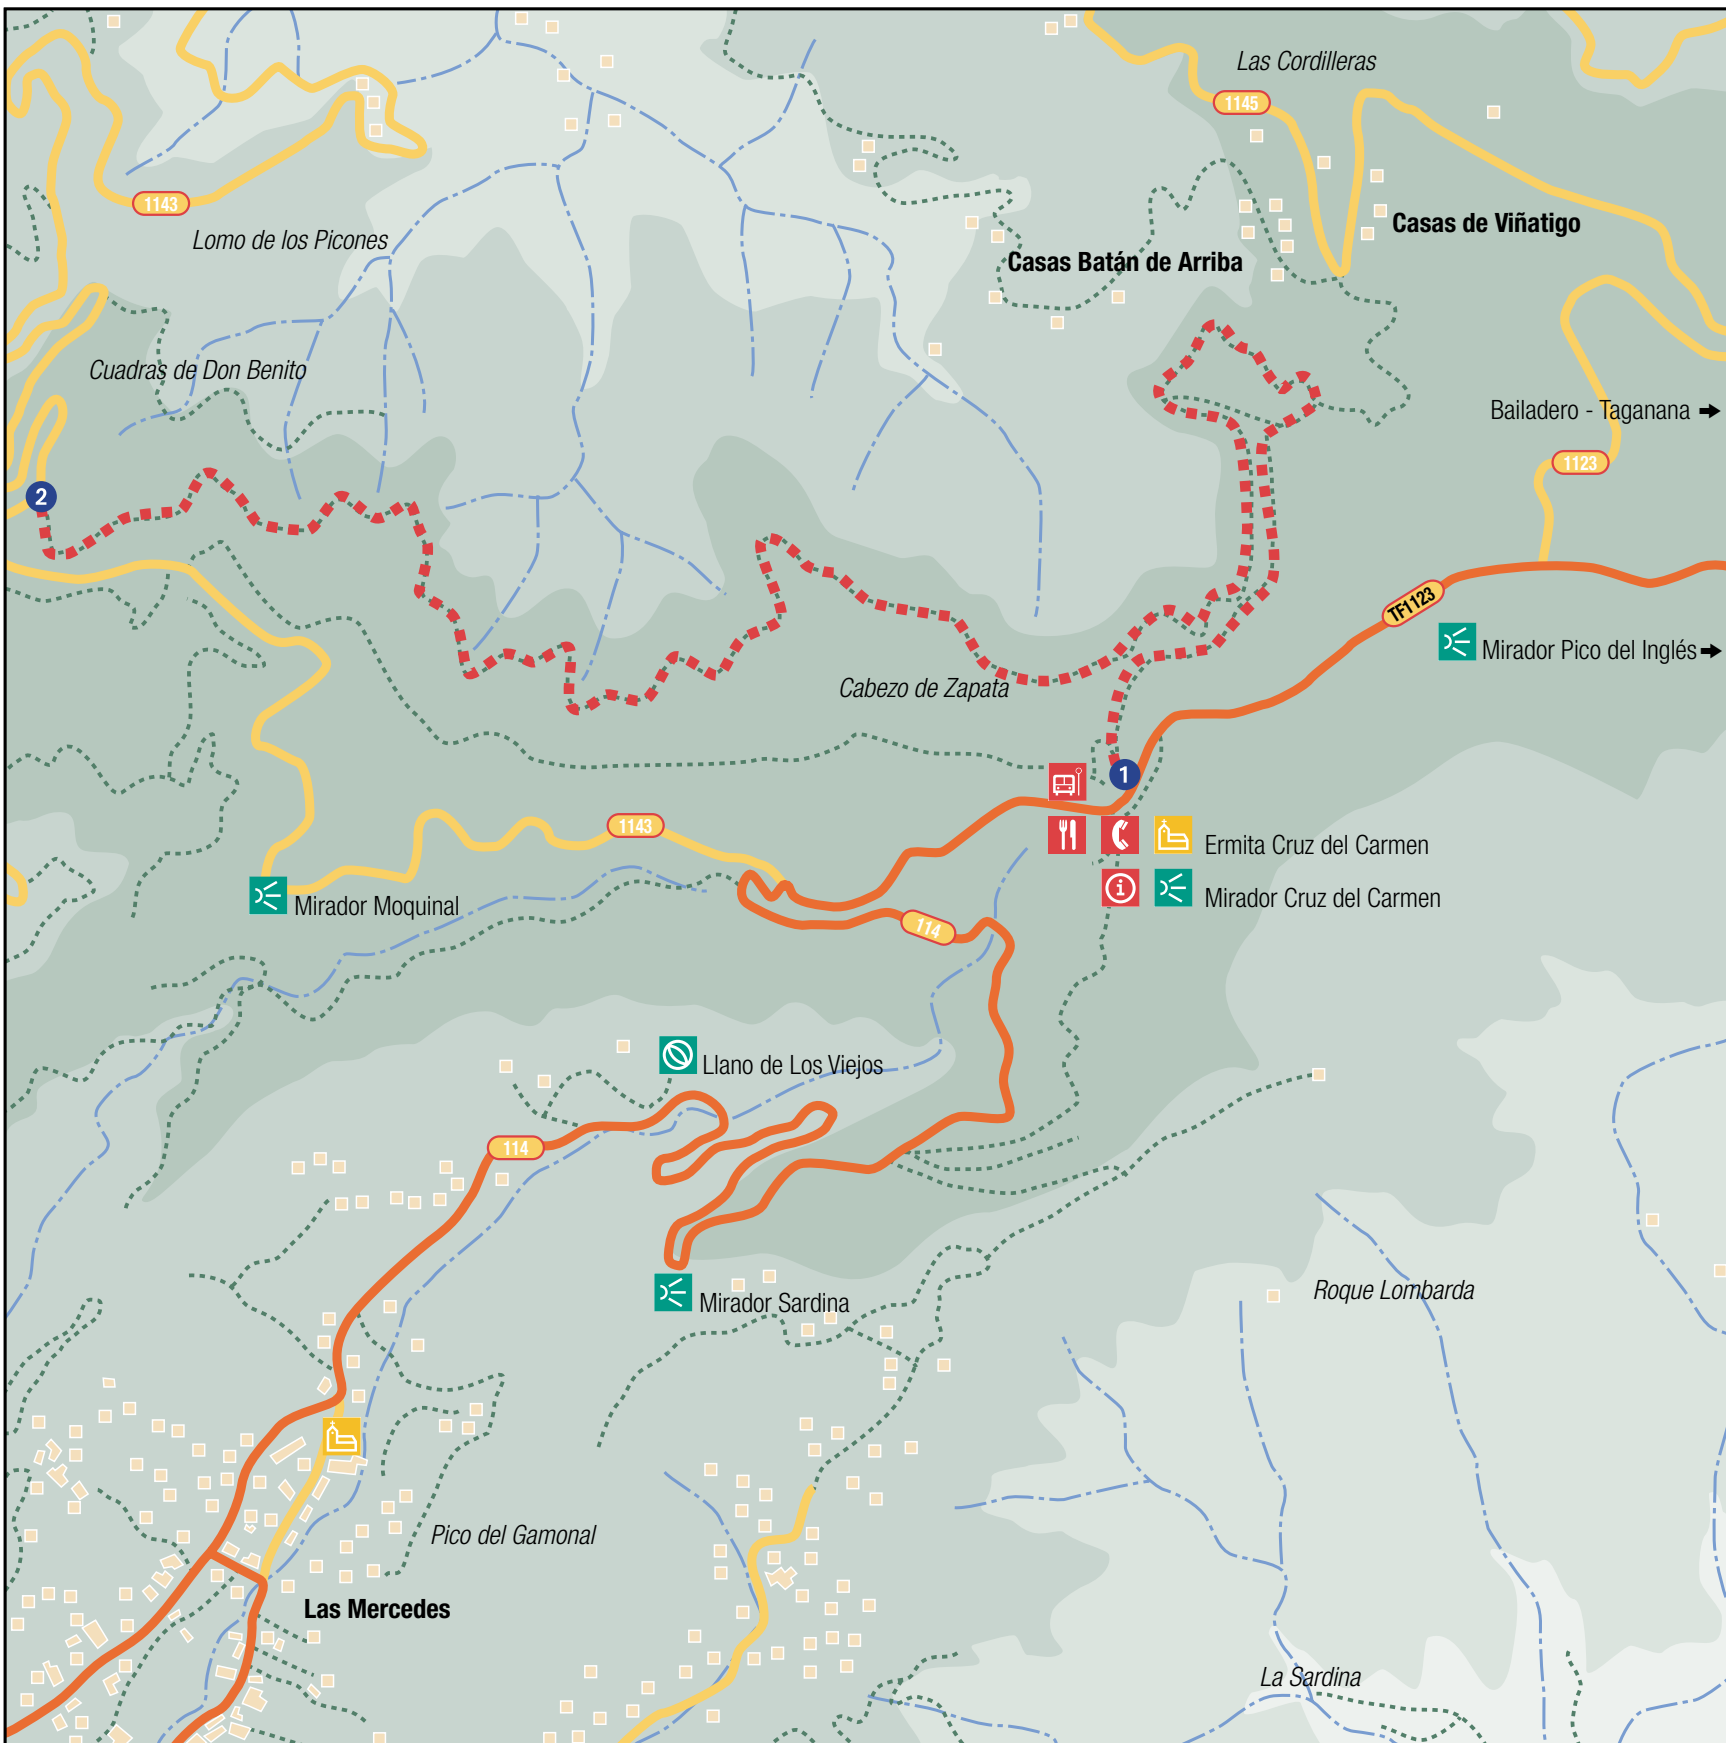 Las Cordilleras
1145
1143
Casas de Viñatigo
Lomo de los Picones
Casas Batán de Arriba
Cuadras de Don Benito
Bailadero - Taganana
1123
2
TF1123
Mirador Pico del Inglés
Cabezo de Zapata
1
1143
Ermita Cruz del Carmen
i
Mirador Cruz del Carmen
Mirador Moquinal
114
Llano de Los Viejos
114
Roque Lombarda
Mirador Sardina
Pico del Gamonal
Las Mercedes
La Sardina